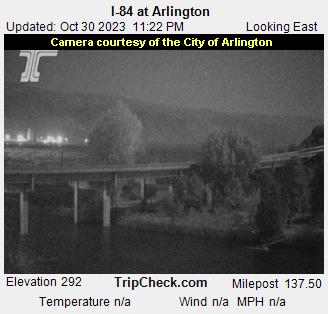 I-84 at Arlington
Updated: Oct 30 2023 11:22 PM Looking East
Camera courtesy of the City of Arlington
Elevation 292 TripCheck.com Milepost 137.50
Temperature n/a Wind n/a MPH n/a